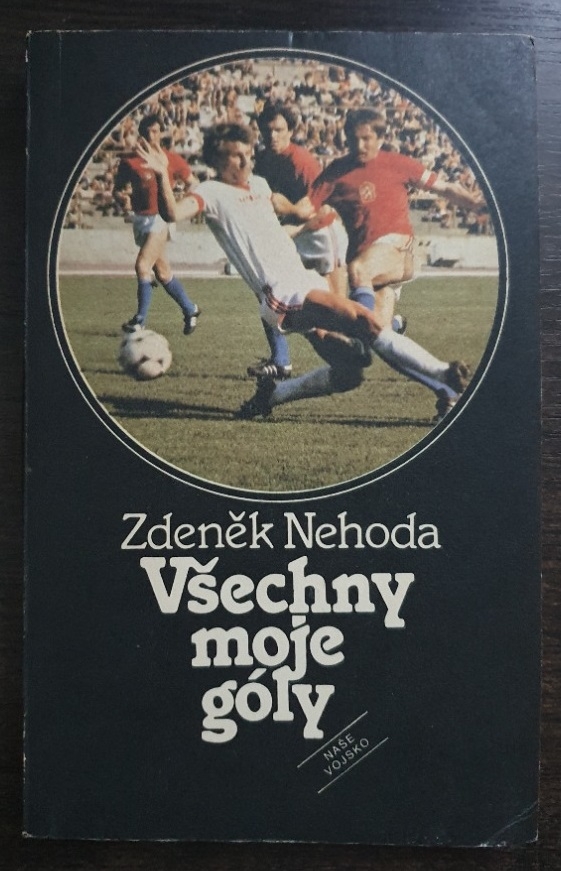 Zdeněk Nehoda
Všechny
moje
góly
NAŠE
VOJSKO